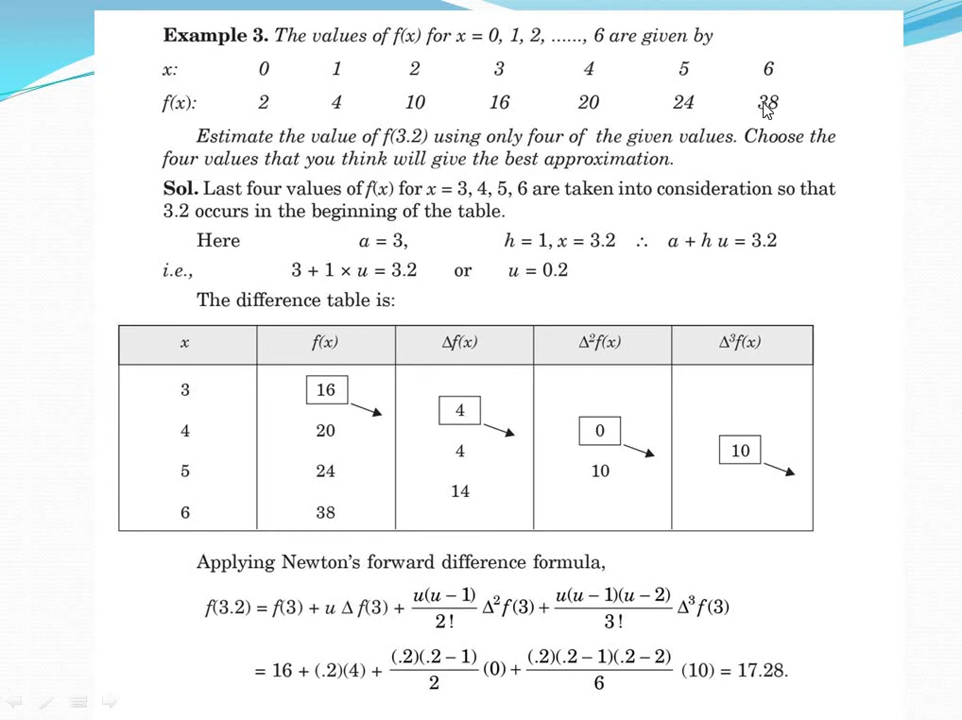 Example 3. The values of f(x) for x = 0, 1, 2, ......, 6 are given by
x: 0 1 2 3 4 5 6
f(x): 2 4 10 16 20 24 38
Estimate the value of f(3.2) using only four of the given values. Choose the
four values that you think will give the best approximation.
Sol. Last four values of f(x) for x = 3, 4, 5, 6 are taken into consideration so that
3.2 occurs in the beginning of the table.
Here a = 3, h = 1, x = 3.2 ∴ a + h u = 3.2
i.e., 3 + 1 × u = 3.2 or u = 0.2
The difference table is:
x f(x) Δf(x) Δ²f(x) Δ³f(x)
3 16
4
4 20 0
4 10
5 24 10
14
6 38
Applying Newton's forward difference formula,
f(3.2) = f(3) + u Δ f(3) + u(u – 1)/2! Δ² f(3) + u(u – 1)(u – 2)/3! Δ³ f(3)
= 16 + (.2)(4) + (.2)(.2 – 1)/2 (0) + (.2)(.2 – 1)(.2 – 2)/6 (10) = 17.28.